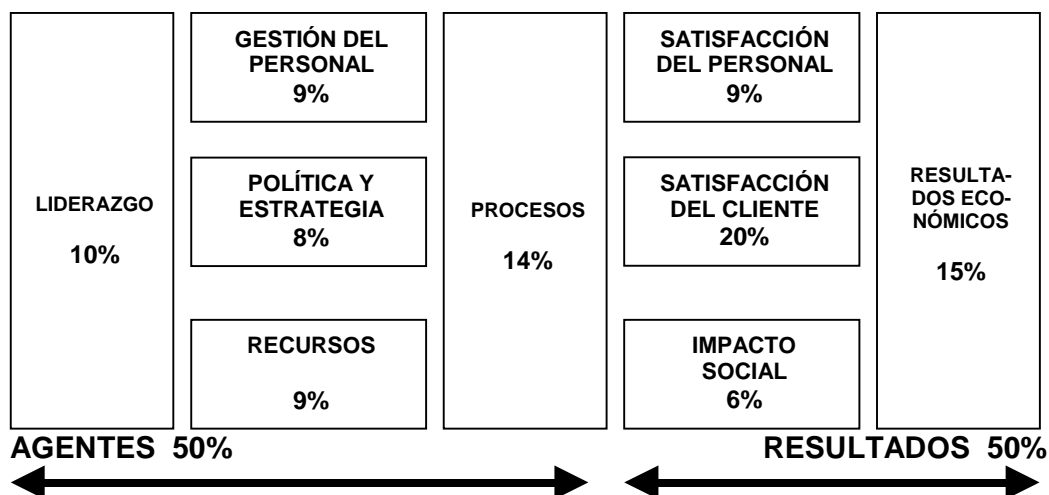 GESTIÓN DEL
PERSONAL
9%
SATISFACCIÓN
DEL PERSONAL
9%
LIDERAZGO
10%
POLÍTICA Y
ESTRATEGIA
8%
PROCESOS
14%
SATISFACCIÓN
DEL CLIENTE
20%
RESULTA-
DOS ECO-
NÓMICOS
15%
RECURSOS
9%
IMPACTO
SOCIAL
6%
AGENTES 50%
RESULTADOS 50%